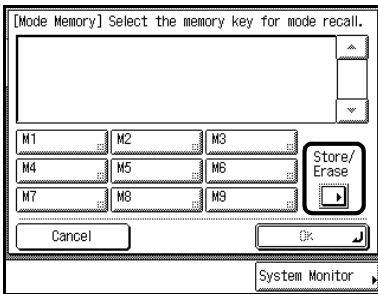 [Mode Memory] Select the memory key for mode recall.
M1 M2 M3
M4 M5 M6
M7 M8 M9
Store/
Erase
Cancel OK
System Monitor